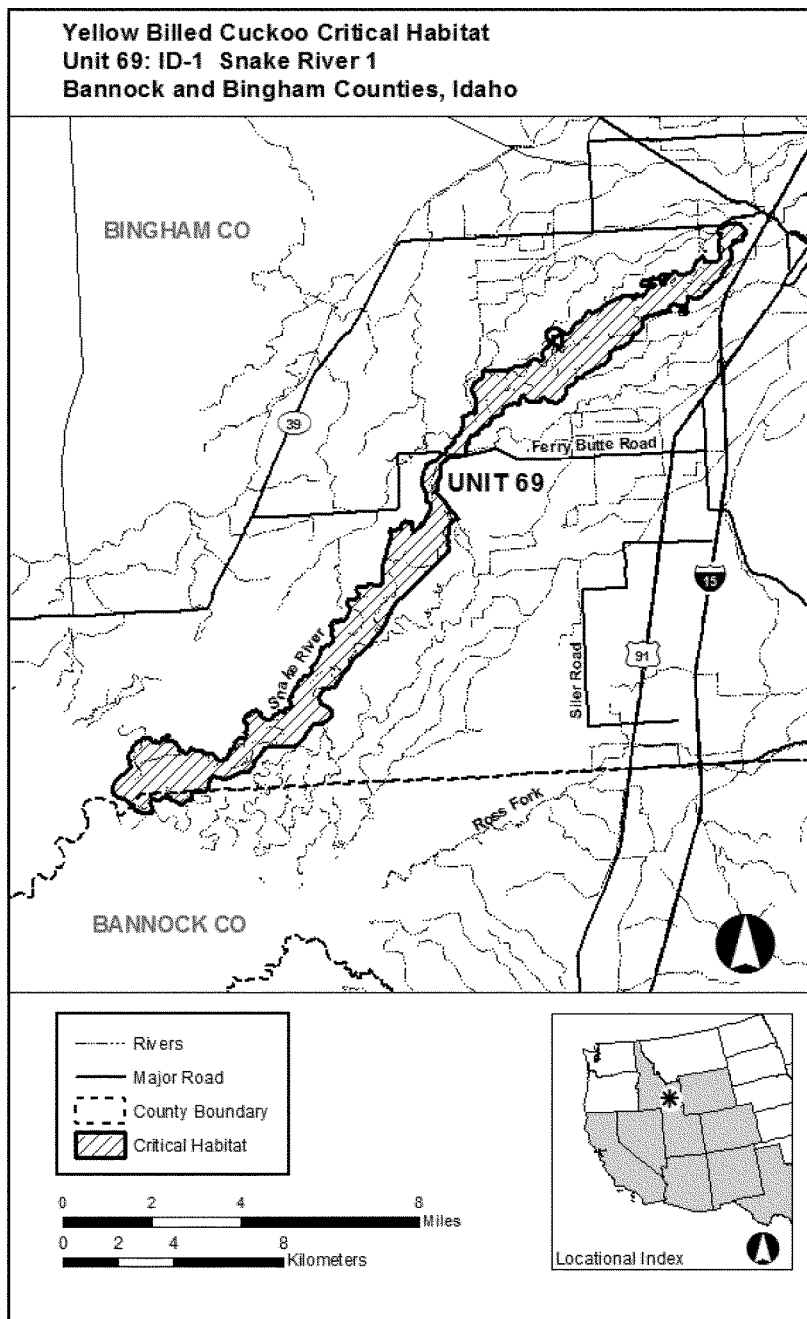 Yellow Billed Cuckoo Critical Habitat
Unit 69: ID-1 Snake River 1
Bannock and Bingham Counties, Idaho
BINGHAM CO
39
Ferry Butte Road
UNIT 69
15
Snake River
Siler Road
91
Ross Fork
BANNOCK CO
Rivers
Major Road
County Boundary
Critical Habitat
0 2 4 8
Miles
0 2 4 8
Kilometers
Locational Index